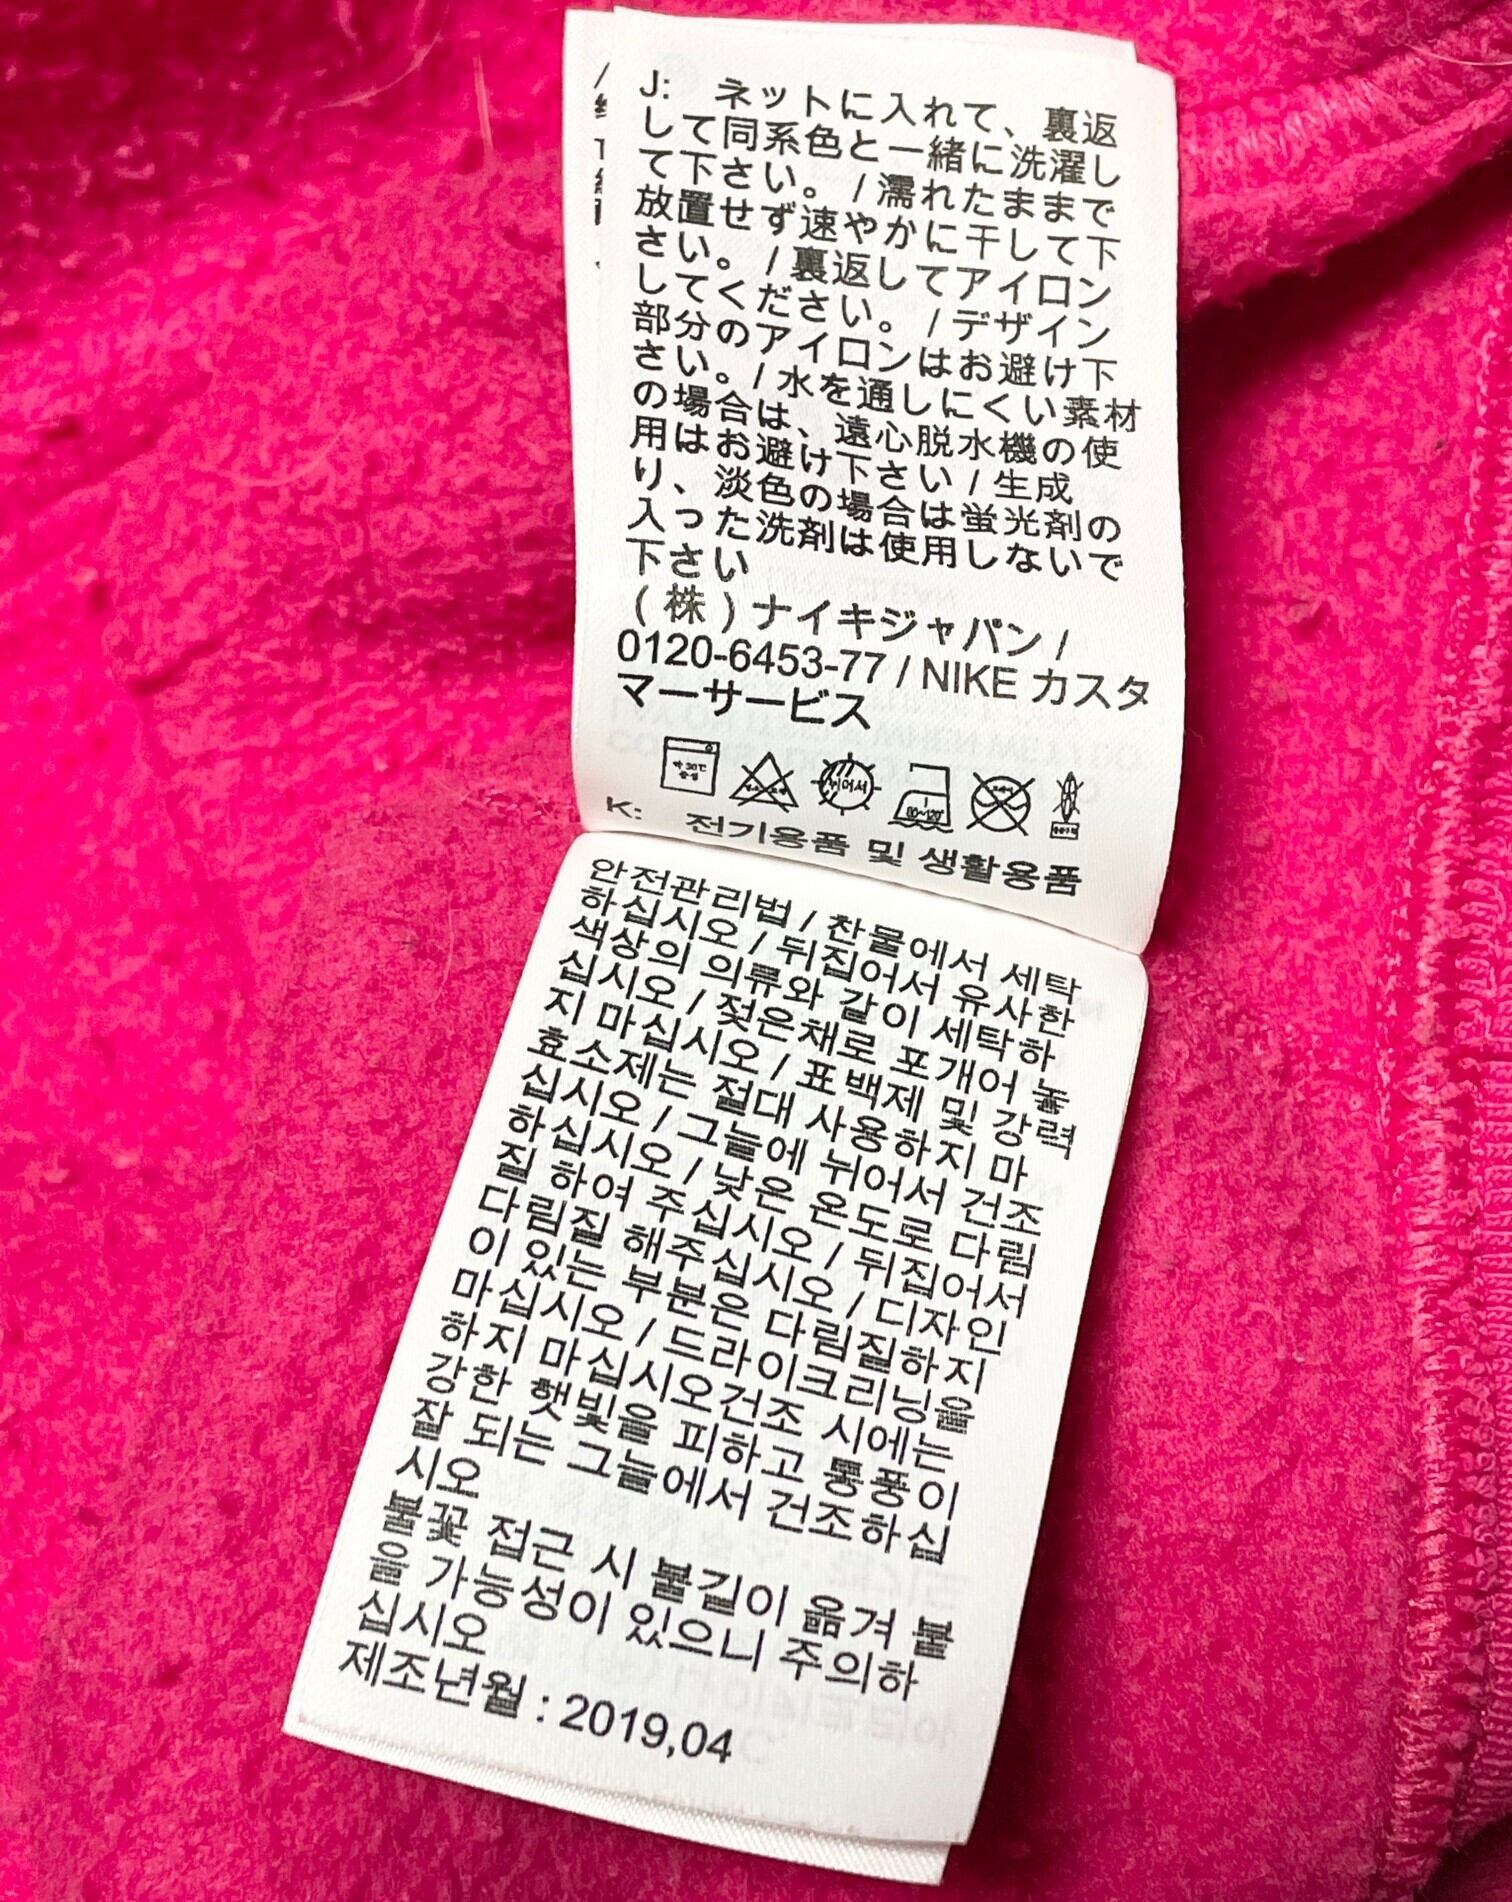 J: ネットに入れて、裏返
して同系色と一緒に洗濯し
て下さい。 / 濡れたままで
放置せず速やかに干して下
さい。 / 裏返してアイロン
してください。 / デザイン
部分のアイロンはお避け下
さい。 / 水を通しにくい素材
の場合は、遠心脱水機の使
用はお避け下さい / 生成
り、淡色の場合は蛍光剤の
入った洗剤は使用しないで
下さい
(株)ナイキジャパン /
0120-6453-77 / NIKE カスタ
マーサービス
K: 전기용품 및 생활용품
안전관리법 / 찬물에서 세탁
하십시오 / 뒤집어서 유사한
색상의 의류와 같이 세탁하
십시오 / 젖은채로 포개어 놓
지 마십시오 / 표백제 및 강력
효소제는 절대 사용하지 마
십시오 / 그늘에 뉘어서 건조
하십시오 / 낮은 온도로 다림
질 하여 주십시오 / 뒤집어서
다림질 해주십시오 / 디자인
이 있는 부분은 다림질하지
마십시오 / 드라이크리닝을
하지 마십시오건조 시에는
강한 햇빛을 피하고 통풍이
잘 되는 그늘에서 건조하십
시오
불꽃 접근 시 불길이 옮겨 붙
을 가능성이 있으니 주의하
십시오
제조년월 : 2019,04